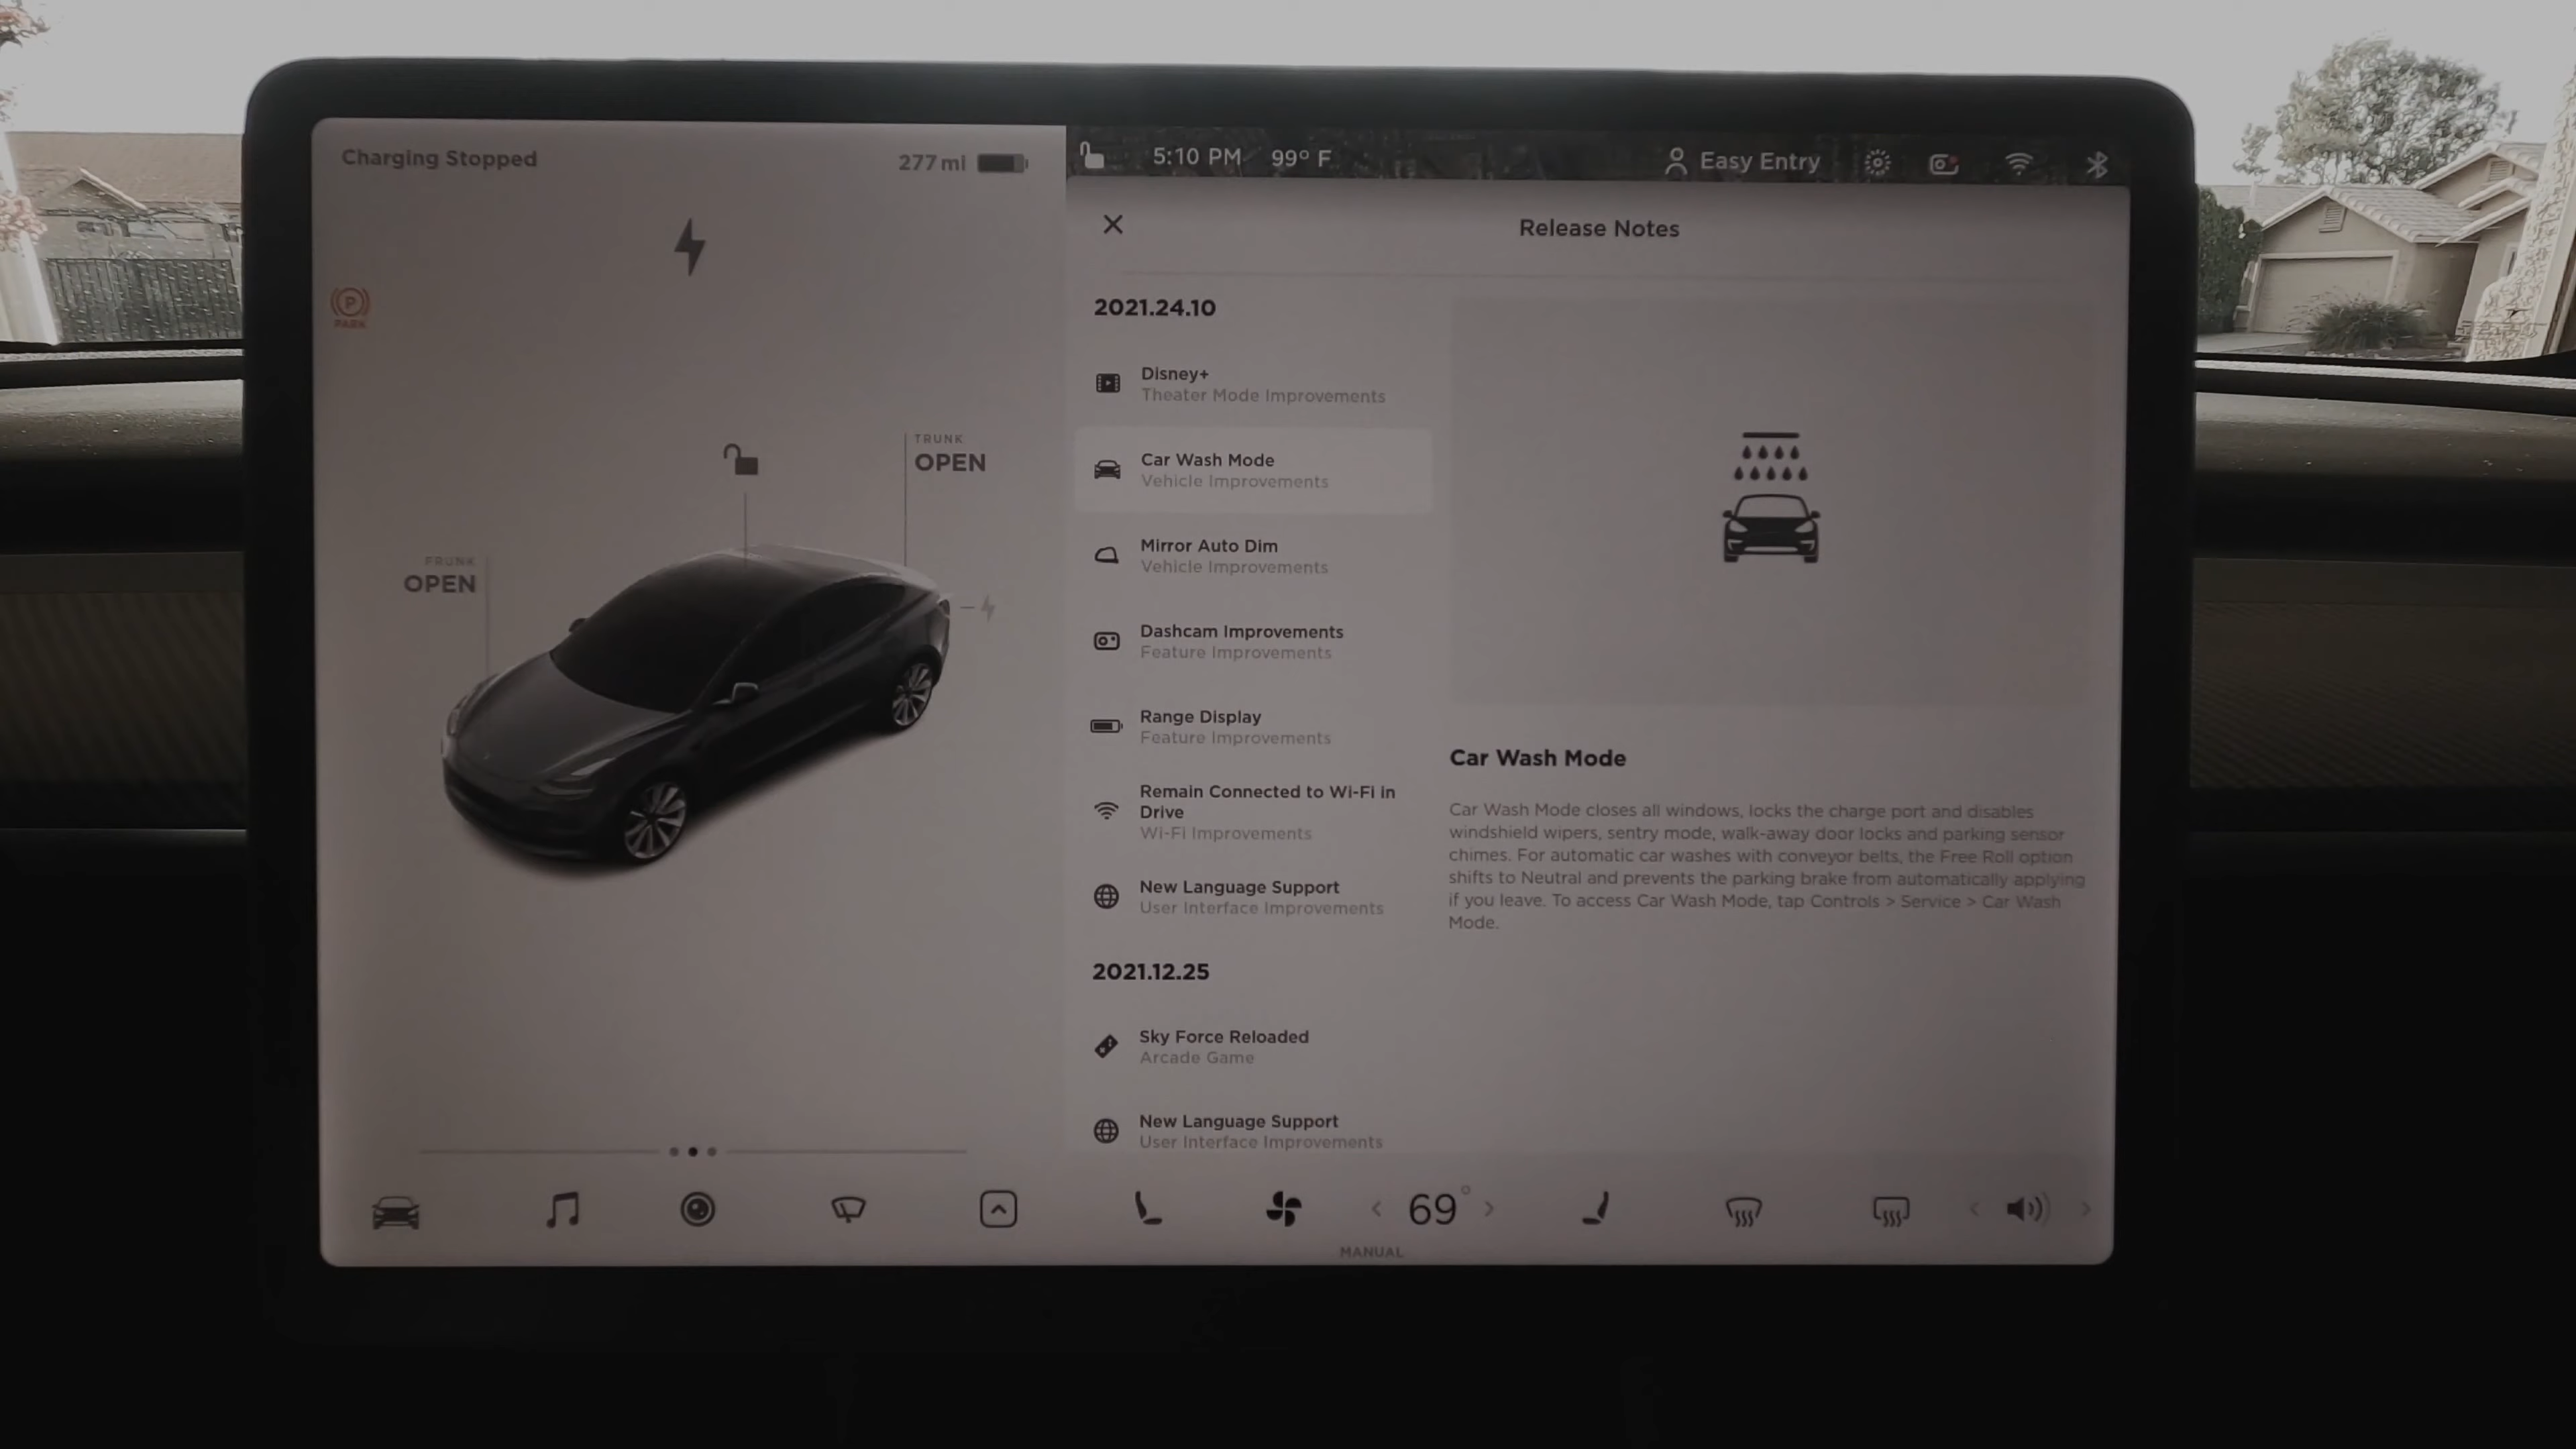 Charging Stopped
277 mi
PARK
TRUNK
OPEN
FRUNK
OPEN
5:10 PM 99° F
Easy Entry
Release Notes
2021.24.10
Disney+
Theater Mode Improvements
Car Wash Mode
Vehicle Improvements
Mirror Auto Dim
Vehicle Improvements
Dashcam Improvements
Feature Improvements
Range Display
Feature Improvements
Remain Connected to Wi-Fi in
Drive
Wi-Fi Improvements
New Language Support
User Interface Improvements
2021.12.25
Sky Force Reloaded
Arcade Game
New Language Support
User Interface Improvements
Car Wash Mode
Car Wash Mode closes all windows, locks the charge port and disables
windshield wipers, sentry mode, walk-away door locks and parking sensor
chimes. For automatic car washes with conveyor belts, the Free Roll option
shifts to Neutral and prevents the parking brake from automatically applying
if you leave. To access Car Wash Mode, tap Controls > Service > Car Wash
Mode.
69°
MANUAL